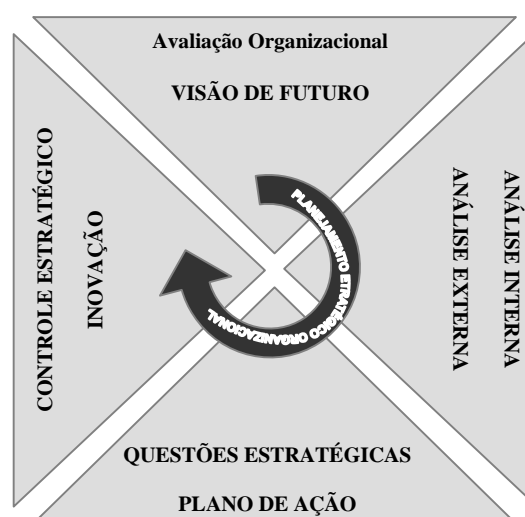 Avaliação Organizacional
VISÃO DE FUTURO
CONTROLE ESTRATÉGICO
INOVAÇÃO
PLANEJAMENTO ETRATÉGICO ORGANIZACIONAL
ANÁLISE EXTERNA
ANÁLISE INTERNA
QUESTÕES ESTRATÉGICAS
PLANO DE AÇÃO